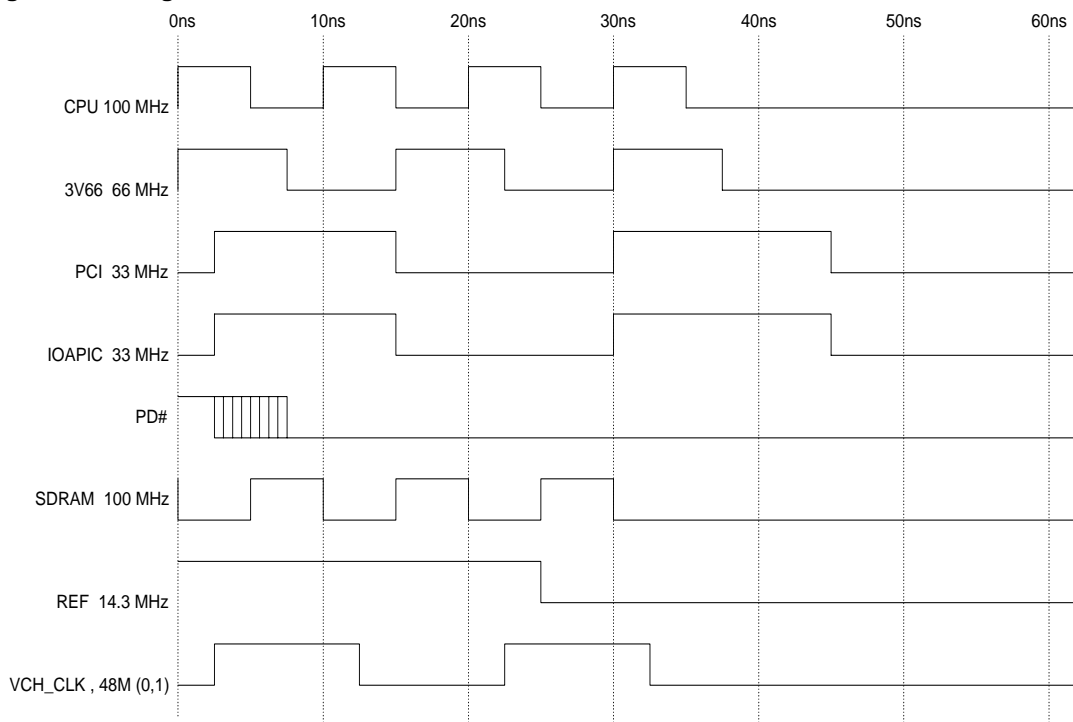 0ns 10ns 20ns 30ns 40ns 50ns 60ns
CPU 100 MHz
3V66 66 MHz
PCI 33 MHz
IOAPIC 33 MHz
PD#
SDRAM 100 MHz
REF 14.3 MHz
VCH_CLK , 48M (0,1)